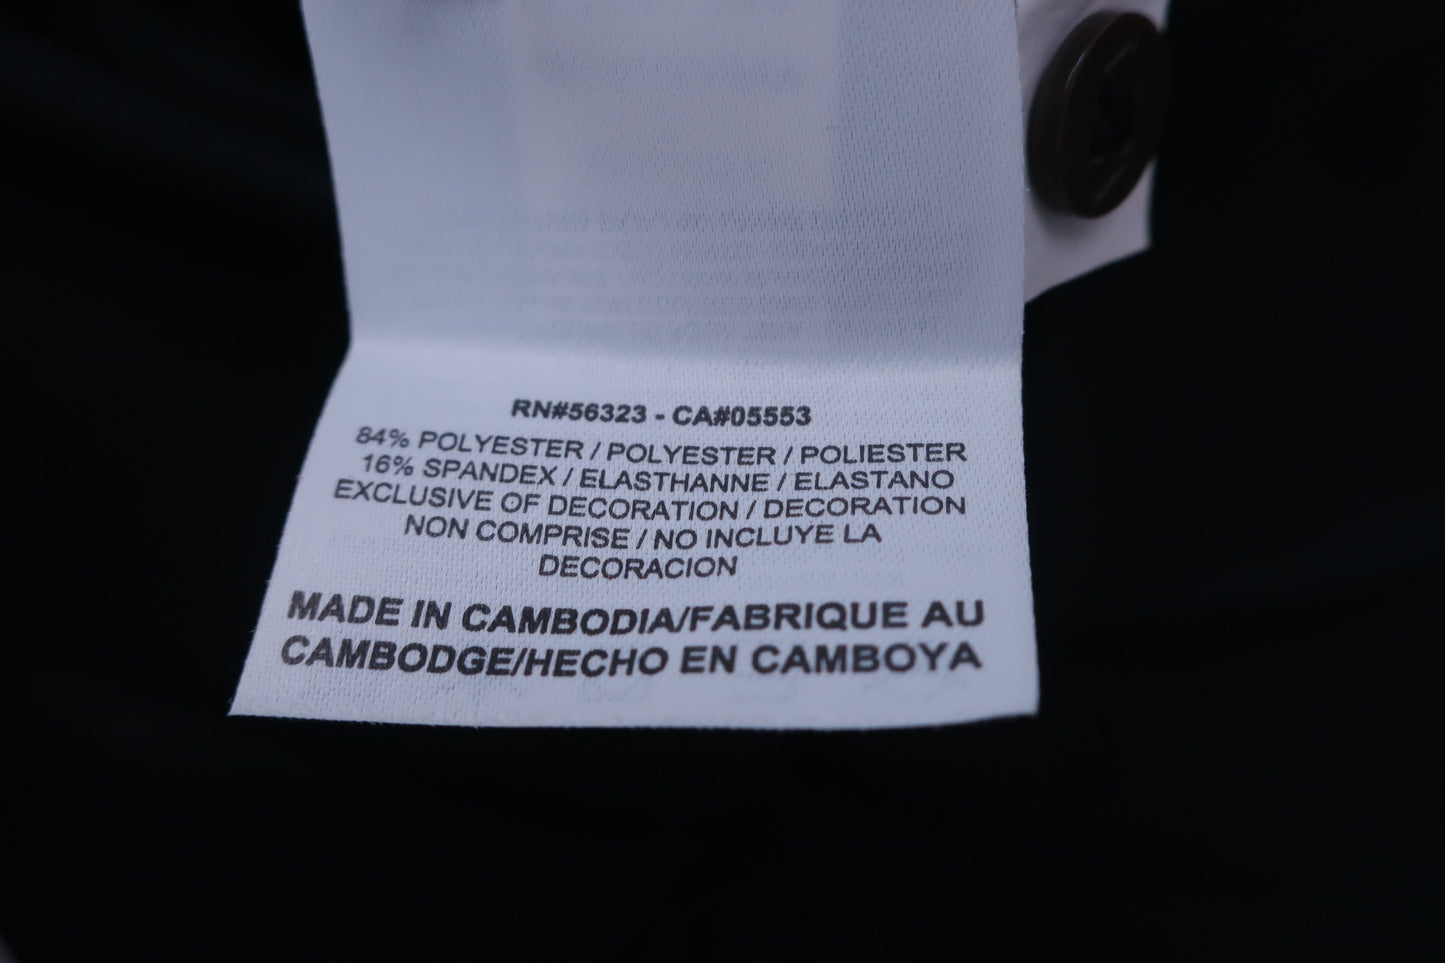 RN#56323 - CA#05553
84% POLYESTER / POLYESTER / POLIESTER
16% SPANDEX / ELASTHANNE / ELASTANO
EXCLUSIVE OF DECORATION / DECORATION
NON COMPRISE / NO INCLUYE LA
DECORACION
MADE IN CAMBODIA/FABRIQUE AU
CAMBODGE/HECHO EN CAMBOYA